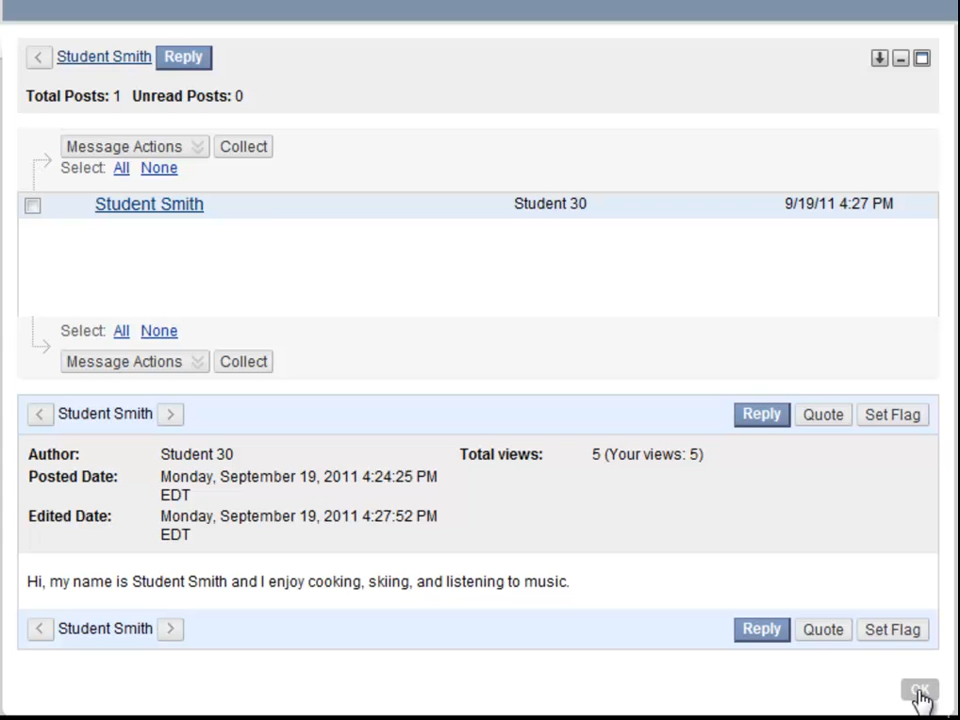 Student Smith Reply
Total Posts: 1 Unread Posts: 0
Message Actions Collect
Select: All None
Student Smith Student 30 9/19/11 4:27 PM
Select: All None
Message Actions Collect
Student Smith Reply Quote Set Flag
Author: Student 30 Total views: 5 (Your views: 5)
Posted Date: Monday, September 19, 2011 4:24:25 PM
EDT
Edited Date: Monday, September 19, 2011 4:27:52 PM
EDT
Hi, my name is Student Smith and I enjoy cooking, skiing, and listening to music.
Student Smith Reply Quote Set Flag
OK